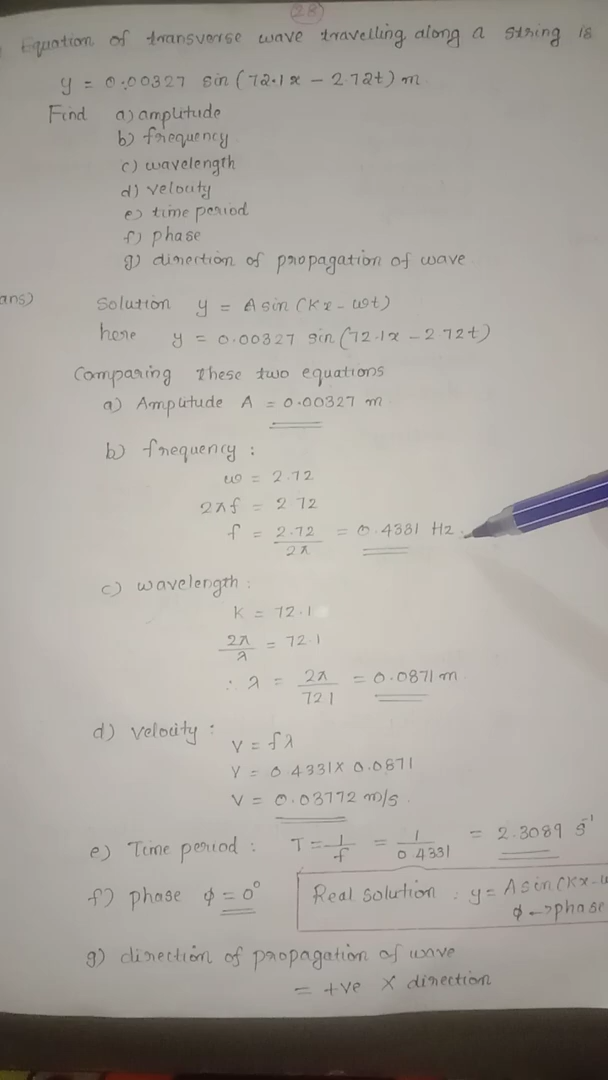 28
Equation of transverse wave travelling along a string is
y = 0.00327 sin (72.1x - 2.72t) m
Find a) amplitude
b) frequency
c) wavelength
d) velocity
e) time period
f) phase
g) direction of propagation of wave
ans) Solution y = A sin (Kx - ωt)
here y = 0.00327 sin (72.1x - 2.72t)
Comparing these two equations
a) Amplitude A = 0.00327 m
b) frequency :
ω = 2.72
2πf = 2.72
f = 2.72/2π = 0.4331 Hz.
c) wavelength :
K = 72.1
2π/λ = 72.1
∴ λ = 2π/721 = 0.0871 m.
d) velocity :
V = fλ
V = 0.4331 X 0.0871
V = 0.03772 m/s.
e) Time period : T = 1/f = 1/0.4331 = 2.3089 s⁻¹
f) phase ϕ = 0°
Real solution : y = A sin (Kx - ω
ϕ → phase
g) direction of propagation of wave
= +ve X direction